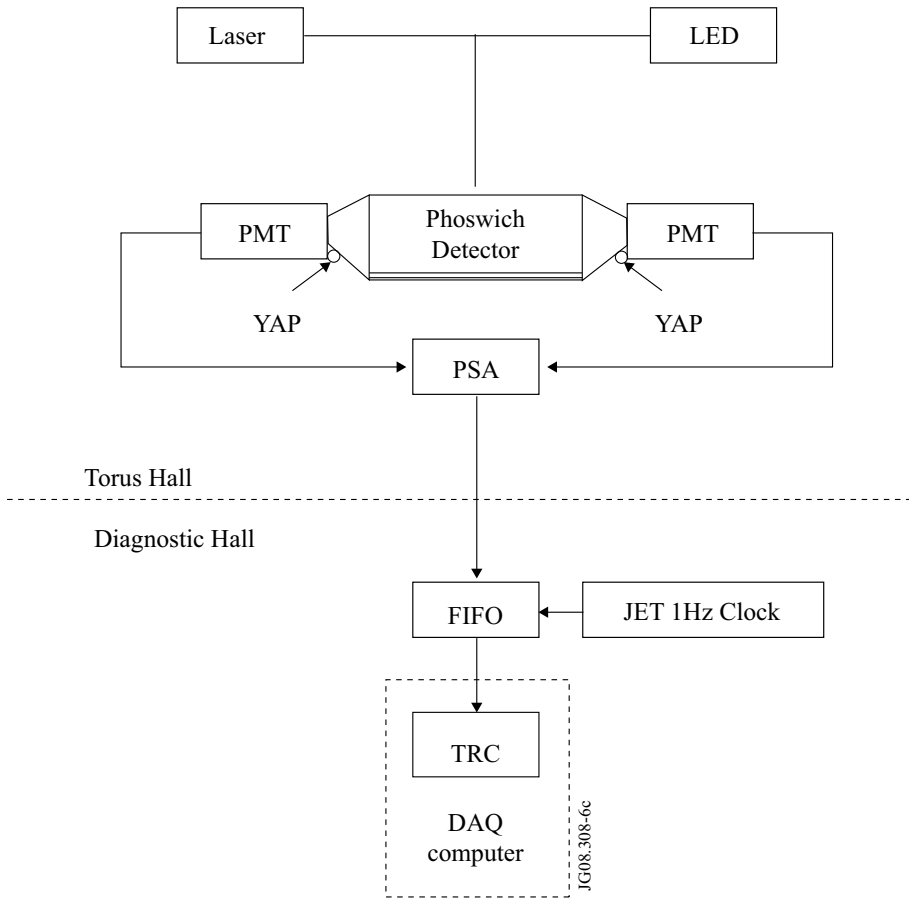 Laser
LED
PMT
Phoswich
Detector
PMT
YAP
YAP
PSA
Torus Hall
Diagnostic Hall
FIFO
JET 1Hz Clock
TRC
DAQ
computer
JG08.308-6c